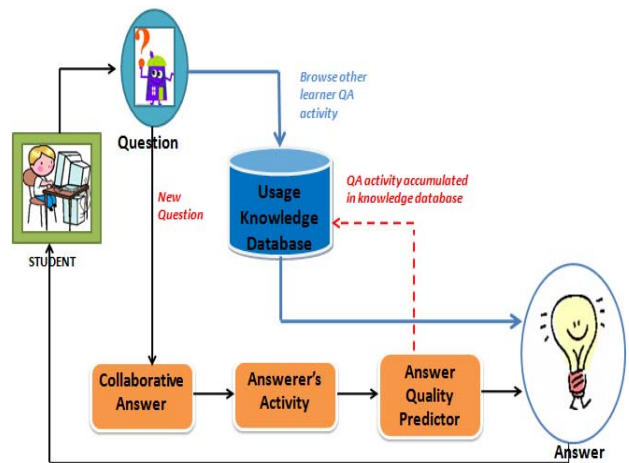 ?
Browse other
learner QA
activity
Question
Usage
Knowledge
Database
QA activity accumulated
in knowledge database
New
Question
STUDENT
Collaborative
Answer
Answerer's
Activity
Answer
Quality
Predictor
Answer